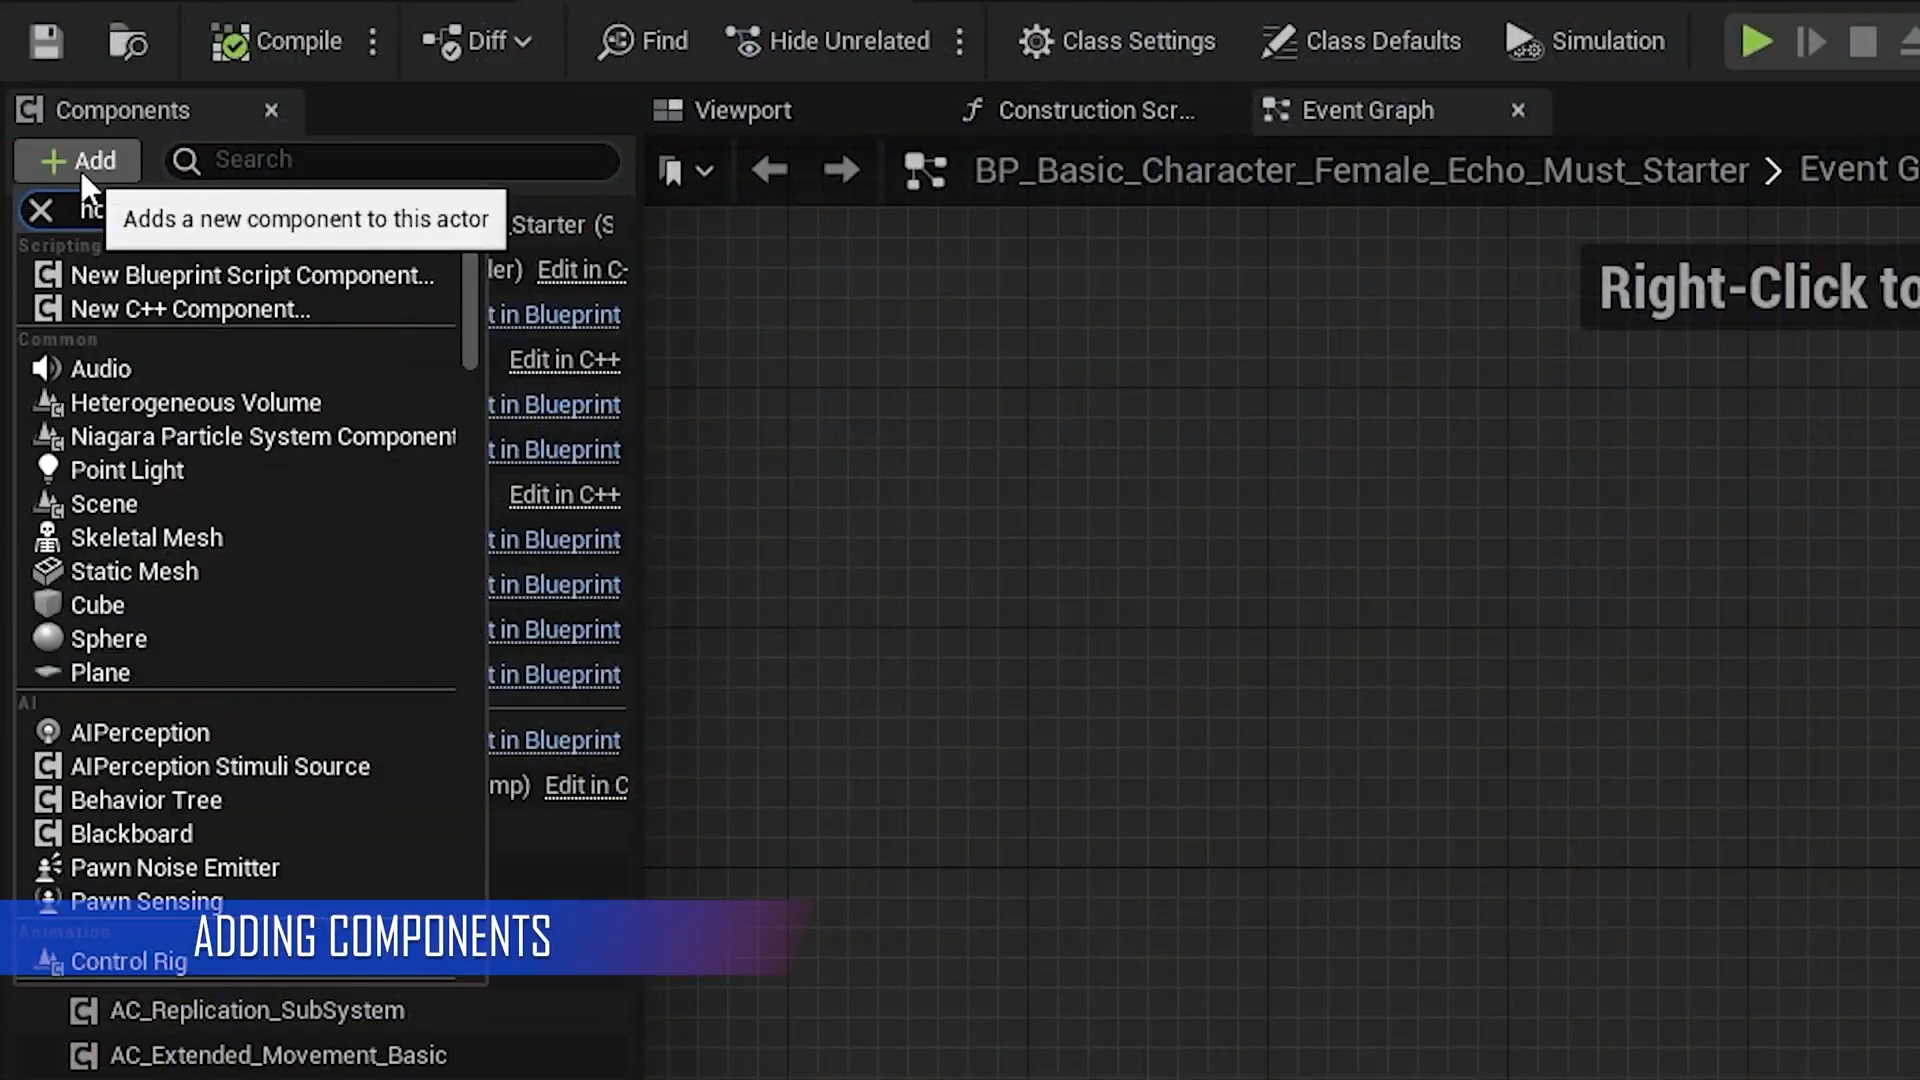 Compile
Diff
Find
Hide Unrelated
Class Settings
Class Defaults
Simulation
Components
Viewport
Construction Scr...
Event Graph
Add
Search
BP_Basic_Character_Female_Echo_Must_Starter > Event G
Adds a new component to this actor
_Starter (S
Scripting
New Blueprint Script Component...
ler) Edit in C-
New C++ Component...
t in Blueprint
Right-Click to
Common
Audio
Edit in C++
Heterogeneous Volume
t in Blueprint
Niagara Particle System Component
t in Blueprint
Point Light
Scene
Edit in C++
Skeletal Mesh
t in Blueprint
Static Mesh
t in Blueprint
Cube
Sphere
t in Blueprint
Plane
t in Blueprint
AI
AIPerception
t in Blueprint
AIPerception Stimuli Source
mp) Edit in C
Behavior Tree
Blackboard
Pawn Noise Emitter
Pawn Sensing
Animation
ADDING COMPONENTS
Control Rig
AC_Replication_SubSystem
AC_Extended_Movement_Basic